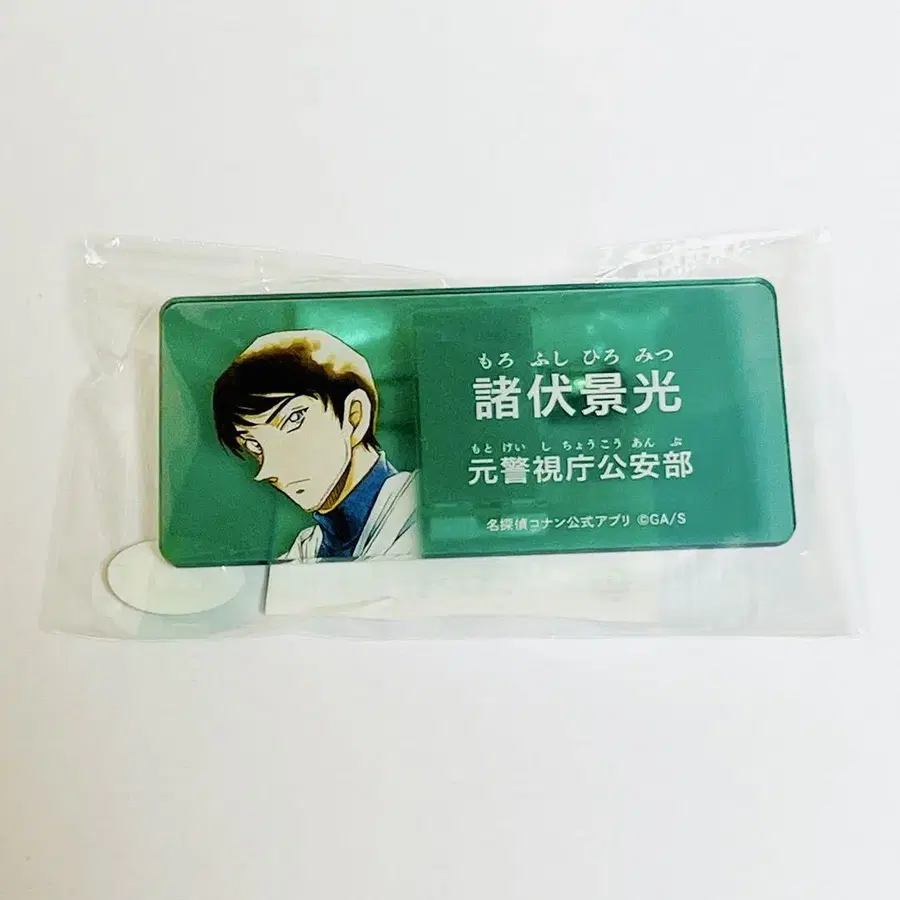 もろ ふし ひろ みつ
諸伏景光
もと けい し ちょうこう あん ぶ
元警視庁公安部
名探偵コナン公式アプリ ©GA/S